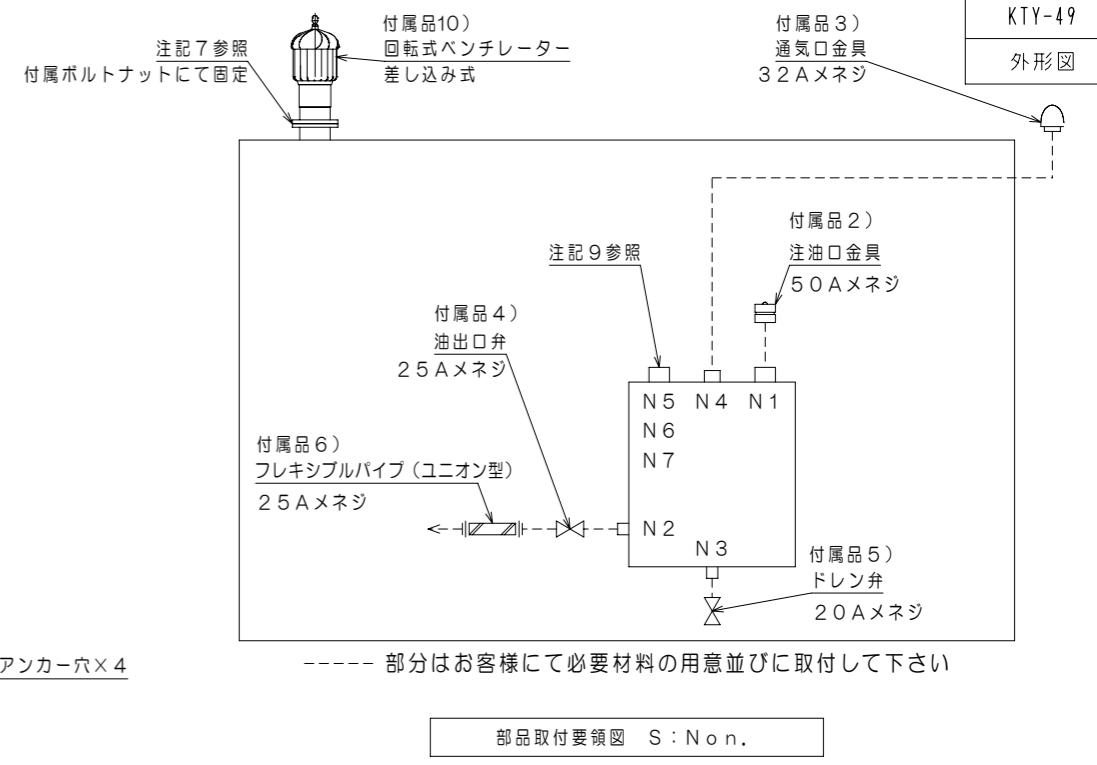 KTY-49
外形図
注記7参照
付属ボルトナットにて固定
付属品10)
回転式ベンチレーター
差し込み式
付属品3)
通気口金具
32Aメネジ
付属品2)
注油口金具
50Aメネジ
注記9参照
付属品4)
油出口弁
25Aメネジ
N5 N4 N1
N6
N7
付属品6)
フレキシブルパイプ(ユニオン型)
25Aメネジ
N2
N3
付属品5)
ドレン弁
20Aメネジ
アンカー穴×4
----- 部分はお客様にて必要材料の用意並びに取付して下さい
部品取付要領図 S:Non.